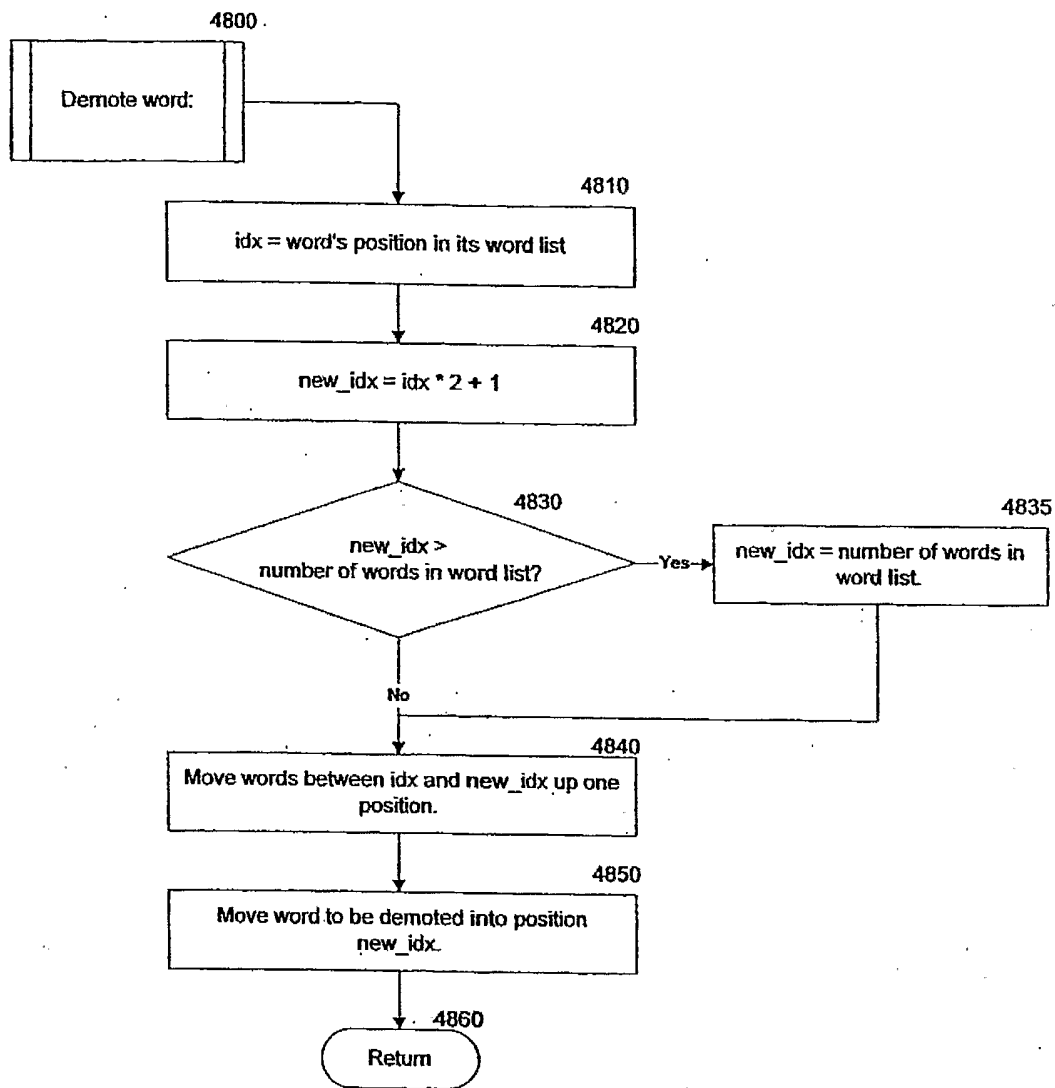 4800
Demote word:
4810
idx = word's position in its word list
4820
new_idx = idx * 2 + 1
4830
new_idx >
number of words in word list?
Yes
4835
new_idx = number of words in
word list.
No
4840
Move words between idx and new_idx up one
position.
4850
Move word to be demoted into position
new_idx.
4860
Return